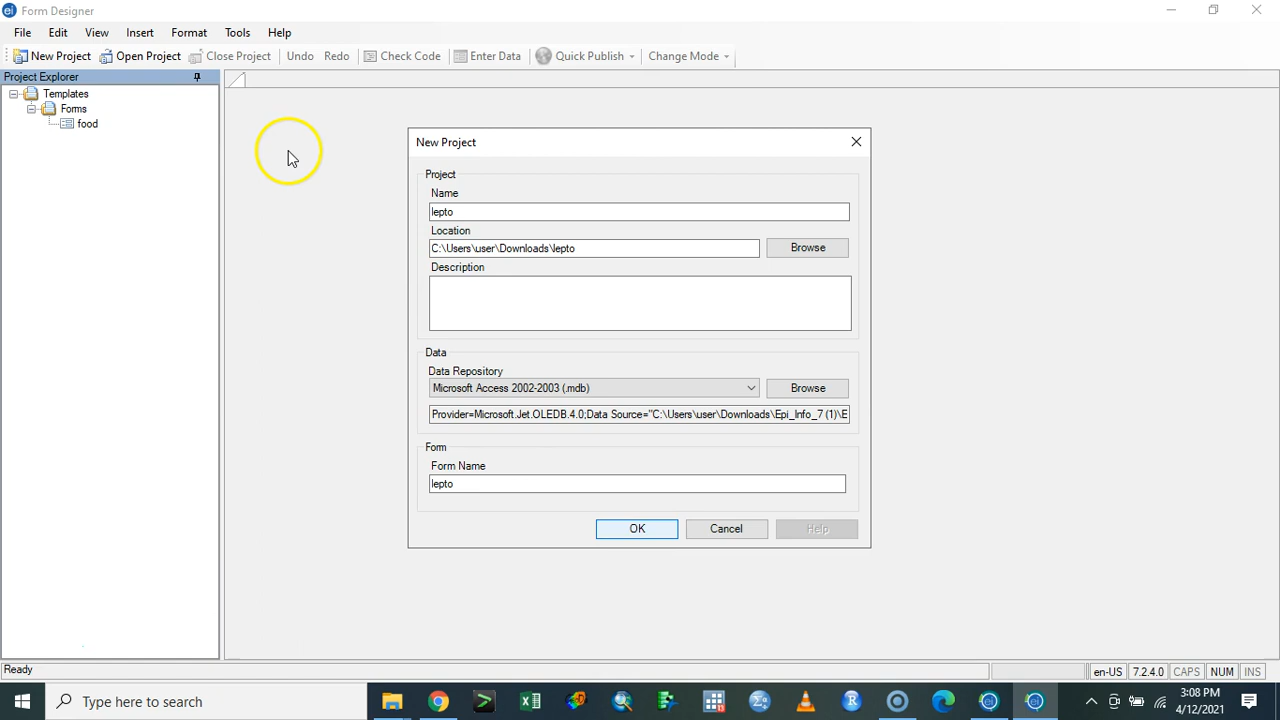 Form Designer
File Edit View Insert Format Tools Help
New Project Open Project Close Project Undo Redo Check Code Enter Data Quick Publish Change Mode
Project Explorer
Templates
Forms
food
New Project
Project
Name
lepto
Location
C:\Users\user\Downloads\lepto
Browse
Description
Data
Data Repository
Microsoft Access 2002-2003 (.mdb)
Browse
Provider=Microsoft.Jet.OLEDB.4.0;Data Source="C:\Users\user\Downloads\Epi_Info_7 (1)\E
Form
Form Name
lepto
OK Cancel Help
Ready
en-US 7.2.4.0 CAPS NUM INS
Type here to search
3:08 PM
4/12/2021